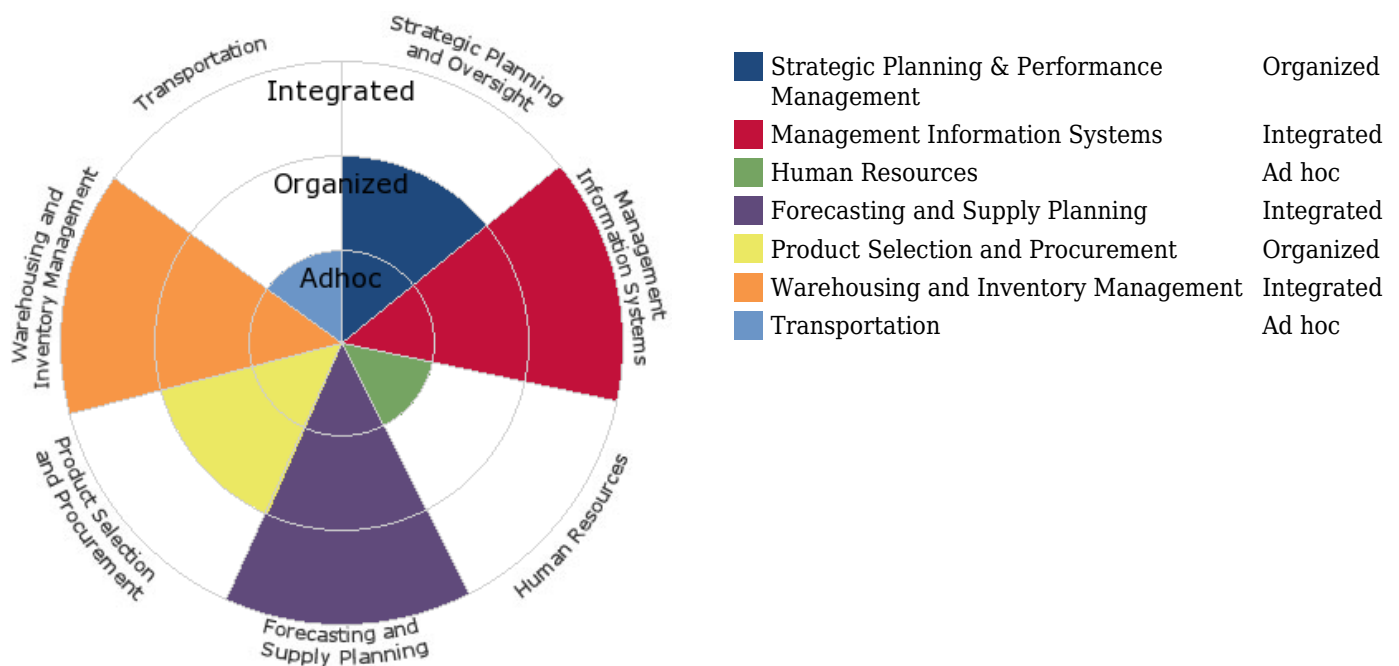 Strategic Planning
and Oversight
Transportation
Integrated
Organized
Adhoc
Management
Information Systems
Warehousing and
Inventory Management
Human Resources
Product Selection
and Procurement
Forecasting and
Supply Planning
Strategic Planning & Performance Organized
Management
Management Information Systems Integrated
Human Resources Ad hoc
Forecasting and Supply Planning Integrated
Product Selection and Procurement Organized
Warehousing and Inventory Management Integrated
Transportation Ad hoc